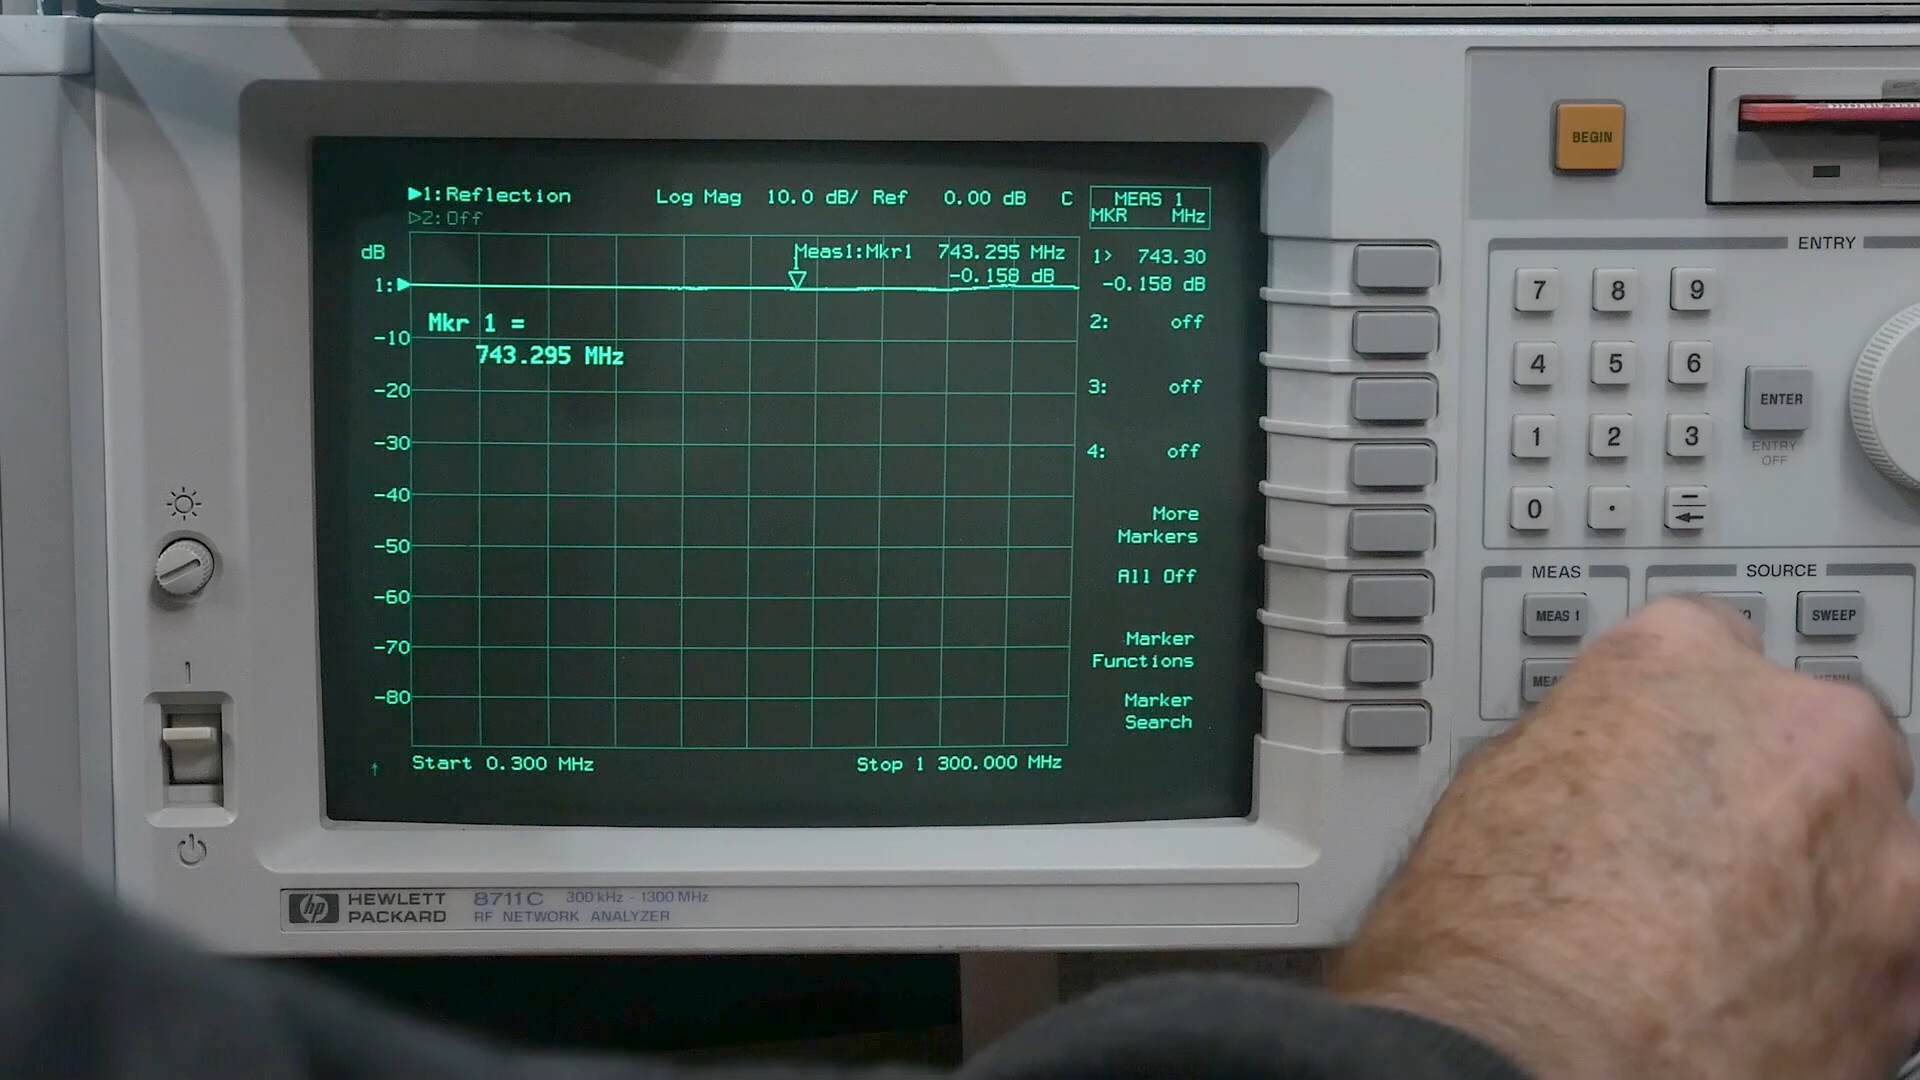 ▶1:Reflection Log Mag 10.0 dB/ Ref 0.00 dB C
▷2:Off
MEAS 1
MKR MHz
dB
Meas1:Mkr1 743.295 MHz
-0.158 dB
1:▶
Mkr 1 =
743.295 MHz
-10
-20
-30
-40
-50
-60
-70
-80
Start 0.300 MHz Stop 1 300.000 MHz
1> 743.30
-0.158 dB
2: off
3: off
4: off
More
Markers
All Off
Marker
Functions
Marker
Search
hp HEWLETT
PACKARD
8711C 300 kHz - 1300 MHz
RF NETWORK ANALYZER
BEGIN
ENTRY
7 8 9
4 5 6
1 2 3
0 . −
ENTER
ENTRY
OFF
MEAS
MEAS 1
SOURCE
SWEEP